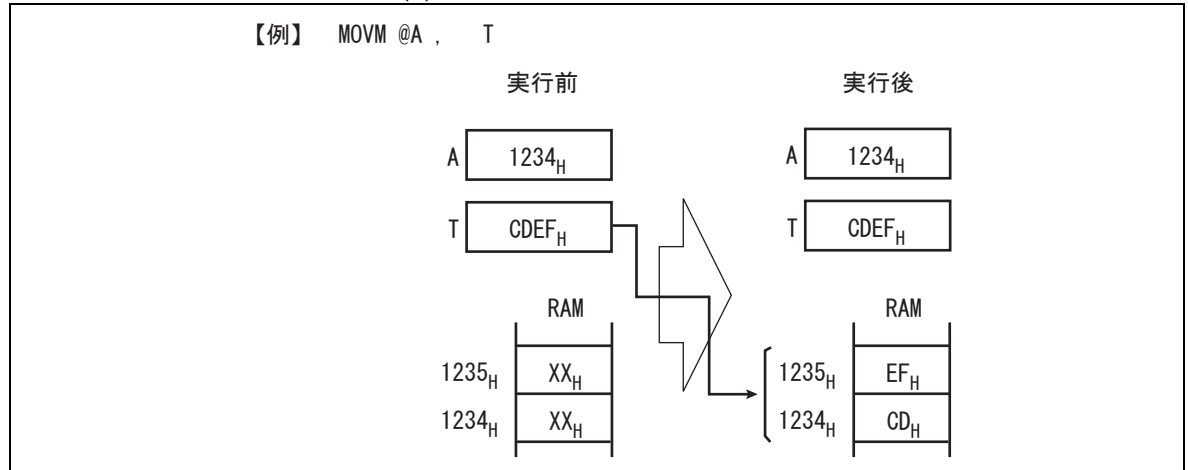 【例】 MOVM @A , T
実行前 実行後
A 1234H A 1234H
T CDEFH T CDEFH
RAM RAM
1235H XXH 1235H EFH
1234H XXH 1234H CDH